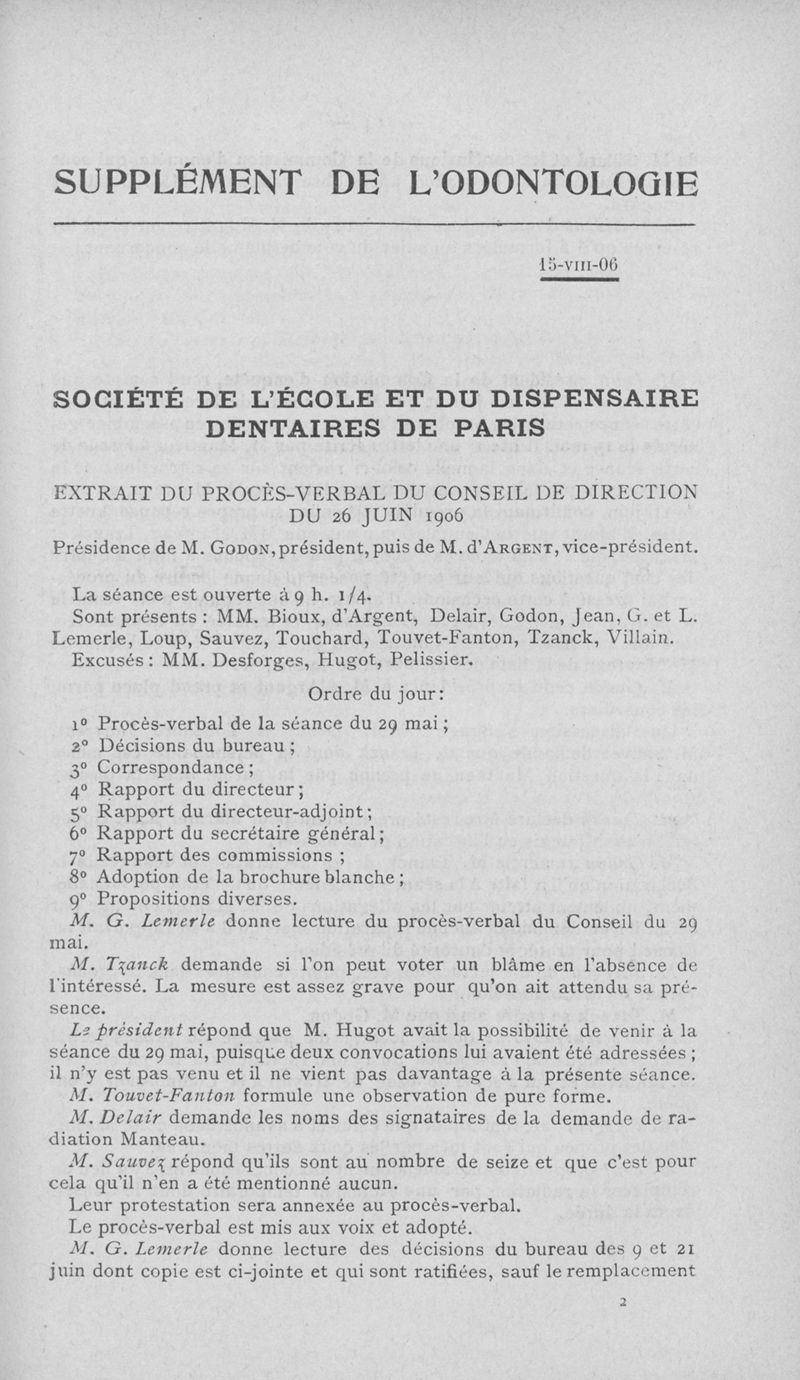 SUPPLÉMENT DE L'ODONTOLOGIE
15-VIII-06
SOCIÉTÉ DE L'ÉCOLE ET DU DISPENSAIRE
DENTAIRES DE PARIS
EXTRAIT DU PROCÈS-VERBAL DU CONSEIL DE DIRECTION
DU 26 JUIN 1906
Présidence de M. GODON, président, puis de M. d'ARGENT, vice-président.
La séance est ouverte à 9 h. 1/4.
Sont présents : MM. Bioux, d'Argent, Delair, Godon, Jean, G. et L.
Lemerle, Loup, Sauvez, Touchard, Touvet-Fanton, Tzanck, Villain.
Excusés : MM. Desforges, Hugot, Pelissier.
Ordre du jour :
1º Procès-verbal de la séance du 29 mai ;
2º Décisions du bureau ;
3º Correspondance ;
4º Rapport du directeur ;
5º Rapport du directeur-adjoint ;
6º Rapport du secrétaire général ;
7º Rapport des commissions ;
8º Adoption de la brochure blanche ;
9º Propositions diverses.
M. G. Lemerle donne lecture du procès-verbal du Conseil du 29
mai.
M. Tzanck demande si l'on peut voter un blâme en l'absence de
l'intéressé. La mesure est assez grave pour qu'on ait attendu sa pré-
sence.
Le président répond que M. Hugot avait la possibilité de venir à la
séance du 29 mai, puisque deux convocations lui avaient été adressées ;
il n'y est pas venu et il ne vient pas davantage à la présente séance.
M. Touvet-Fanton formule une observation de pure forme.
M. Delair demande les noms des signataires de la demande de ra-
diation Manteau.
M. Sauvez répond qu'ils sont au nombre de seize et que c'est pour
cela qu'il n'en a été mentionné aucun.
Leur protestation sera annexée au procès-verbal.
Le procès-verbal est mis aux voix et adopté.
M. G. Lemerle donne lecture des décisions du bureau des 9 et 21
juin dont copie est ci-jointe et qui sont ratifiées, sauf le remplacement
2